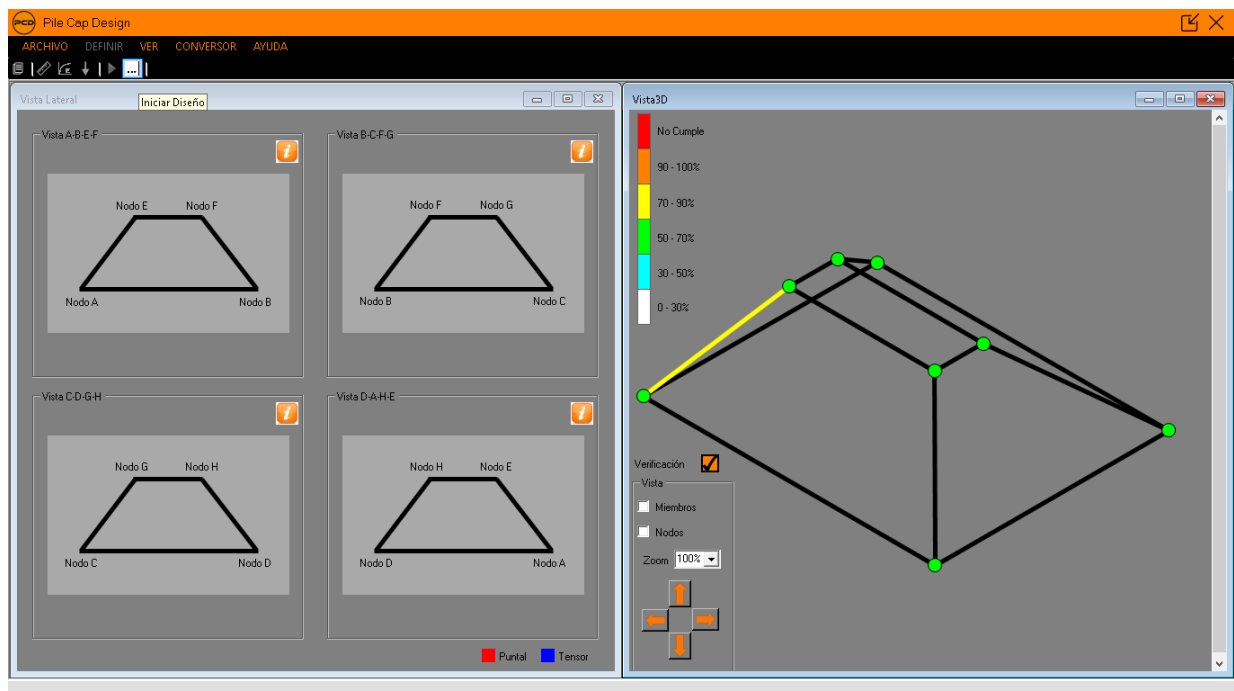 PCD Pile Cap Design
ARCHIVO DEFINIR VER CONVERSOR AYUDA
Vista Lateral
Iniciar Diseño
Vista A-B-E-F
Nodo E Nodo F
Nodo A Nodo B
Vista B-C-F-G
Nodo F Nodo G
Nodo B Nodo C
Vista C-D-G-H
Nodo G Nodo H
Nodo C Nodo D
Vista D-A-H-E
Nodo H Nodo E
Nodo D Nodo A
Puntal Tensor
Vista3D
No Cumple
90 - 100%
70 - 90%
50 - 70%
30 - 50%
0 - 30%
Verificación
Vista
Miembros
Nodos
Zoom 100%